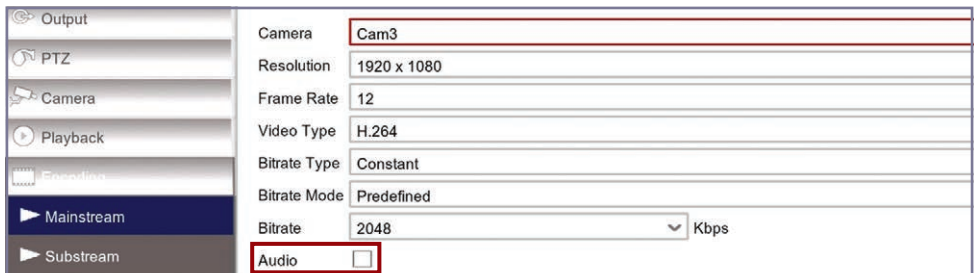 Output
PTZ
Camera
Playback
Encoding
Mainstream
Substream
Camera Cam3
Resolution 1920 x 1080
Frame Rate 12
Video Type H.264
Bitrate Type Constant
Bitrate Mode Predefined
Bitrate 2048 Kbps
Audio